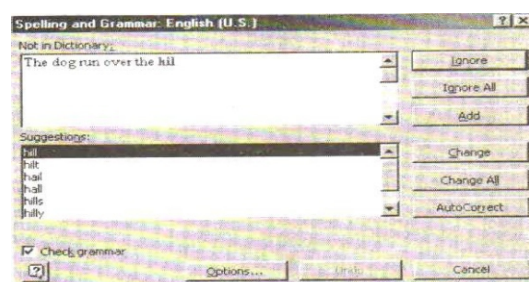 Spelling and Grammar: English (U.S.)
Not in Dictionary:
The dog run over the hil
Ignore
Ignore All
Add
Suggestions:
hill
hilt
hail
hall
hills
hilly
Change
Change All
AutoCorrect
Check grammar
Options...
Undo
Cancel